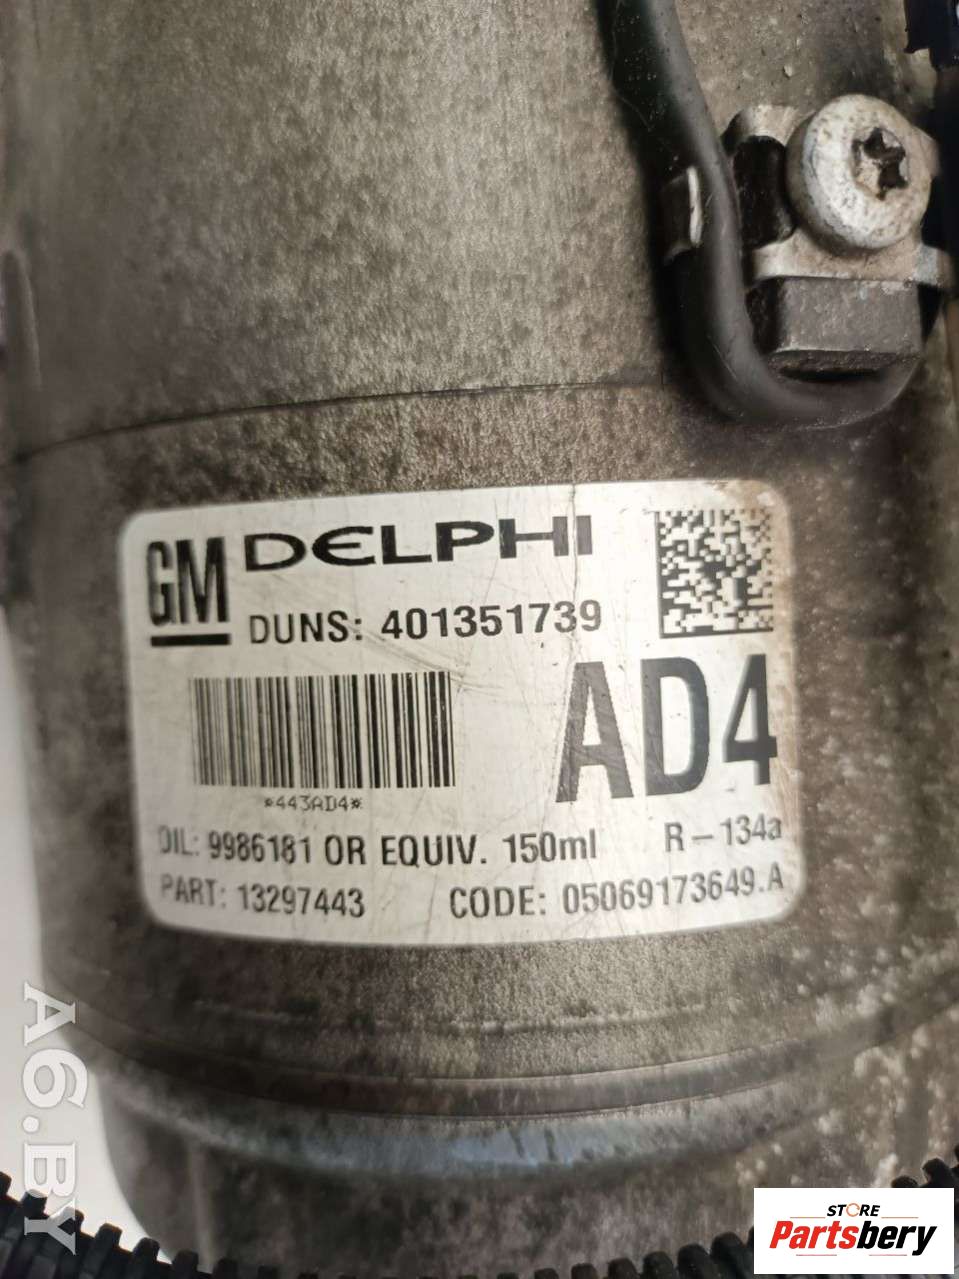 GM DELPHI
DUNS: 401351739
AD4
*443AD4*
OIL: 9986181 OR EQUIV. 150ml R-134a
PART: 13297443 CODE: 05069173649.A
A6.BY
STORE
Partsbery